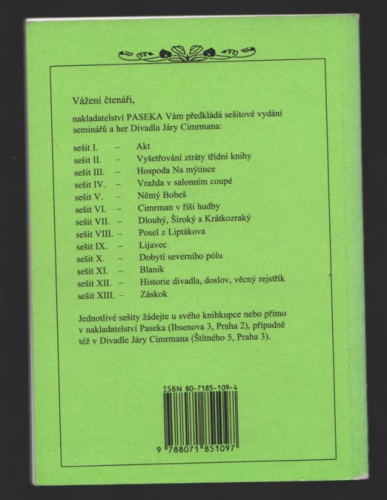 Vážení čtenáři,
nakladatelství PASEKA Vám předkládá sešitové vydání
seminářů a her Divadla Járy Cimrmana:
sešit I. – Akt
sešit II. – Vyšetřování ztráty třídní knihy
sešit III. – Hospoda Na mýtince
sešit IV. – Vražda v salonním coupé
sešit V. – Němý Bobeš
sešit VI. – Cimrman v říši hudby
sešit VII. – Dlouhý, Široký a Krátkozraký
sešit VIII. – Posel z Liptákova
sešit IX. – Lijavec
sešit X. – Dobytí severního pólu
sešit XI. – Blaník
sešit XII. – Historie divadla, doslov, věcný rejstřík
sešit XIII. – Záskok
Jednotlivé sešity žádejte u svého knihkupce nebo přímo
v nakladatelství Paseka (Ibsenova 3, Praha 2), případně
též v Divadle Járy Cimrmana (Štítného 5, Praha 3).
ISBN 80-7185-109-4
9 788071 851097